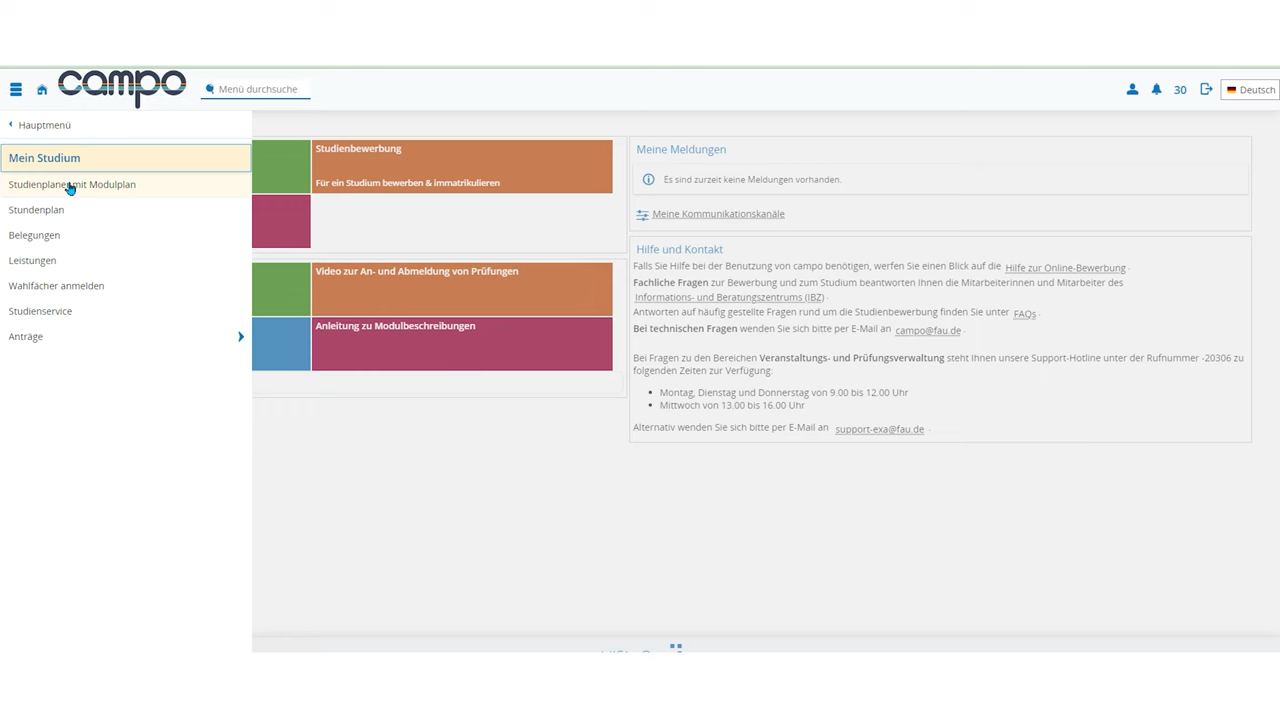 campo
Menü durchsuche
30
Deutsch
Hauptmenü
Mein Studium
Studienplaner mit Modulplan
Stundenplan
Belegungen
Leistungen
Wahlfächer anmelden
Studienservice
Anträge
Studienbewerbung
Für ein Studium bewerben & immatrikulieren
Video zur An- und Abmeldung von Prüfungen
Anleitung zu Modulbeschreibungen
Meine Meldungen
Es sind zurzeit keine Meldungen vorhanden.
Meine Kommunikationskanäle
Hilfe und Kontakt
Falls Sie Hilfe bei der Benutzung von campo benötigen, werfen Sie einen Blick auf die Hilfe zur Online-Bewerbung.
Fachliche Fragen zur Bewerbung und zum Studium beantworten Ihnen die Mitarbeiterinnen und Mitarbeiter des
Informations- und Beratungszentrums (IBZ).
Antworten auf häufig gestellte Fragen rund um die Studienbewerbung finden Sie unter FAQs.
Bei technischen Fragen wenden Sie sich bitte per E-Mail an campo@fau.de.
Bei Fragen zu den Bereichen Veranstaltungs- und Prüfungsverwaltung steht Ihnen unsere Support-Hotline unter der Rufnummer -20306 zu
folgenden Zeiten zur Verfügung:
• Montag, Dienstag und Donnerstag von 9.00 bis 12.00 Uhr
• Mittwoch von 13.00 bis 16.00 Uhr
Alternativ wenden Sie sich bitte per E-Mail an support-exa@fau.de.